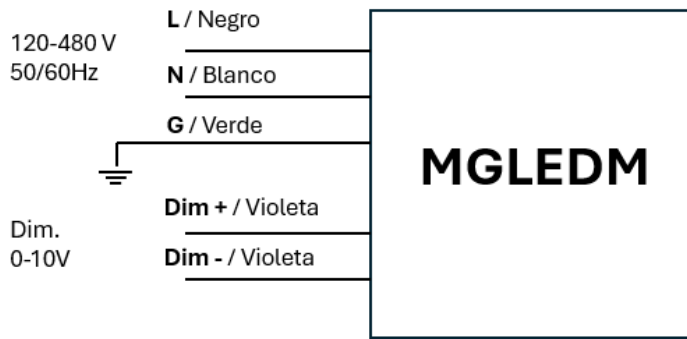 L / Negro
120-480 V
50/60Hz
N / Blanco
G / Verde
MGLEDM
Dim + / Violeta
Dim.
0-10V
Dim - / Violeta